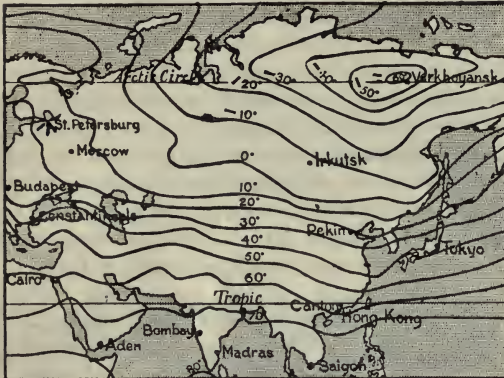 Arctic Circle
-20°
-30°
-40°
-50°
-60°
Verkhoyansk
-10°
St. Petersburg
Moscow
0°
Irkutsk
Budapest
10°
20°
Constantinople
30°
Pekin
40°
Tokyo
50°
Cairo
60°
Tropic
Canton
Hong Kong
Bombay
Aden
Madras
Saigon
80